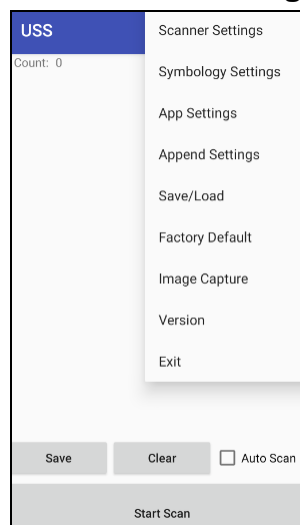 USS
Count: 0
Scanner Settings
Symbology Settings
App Settings
Append Settings
Save/Load
Factory Default
Image Capture
Version
Exit
Save Clear Auto Scan
Start Scan